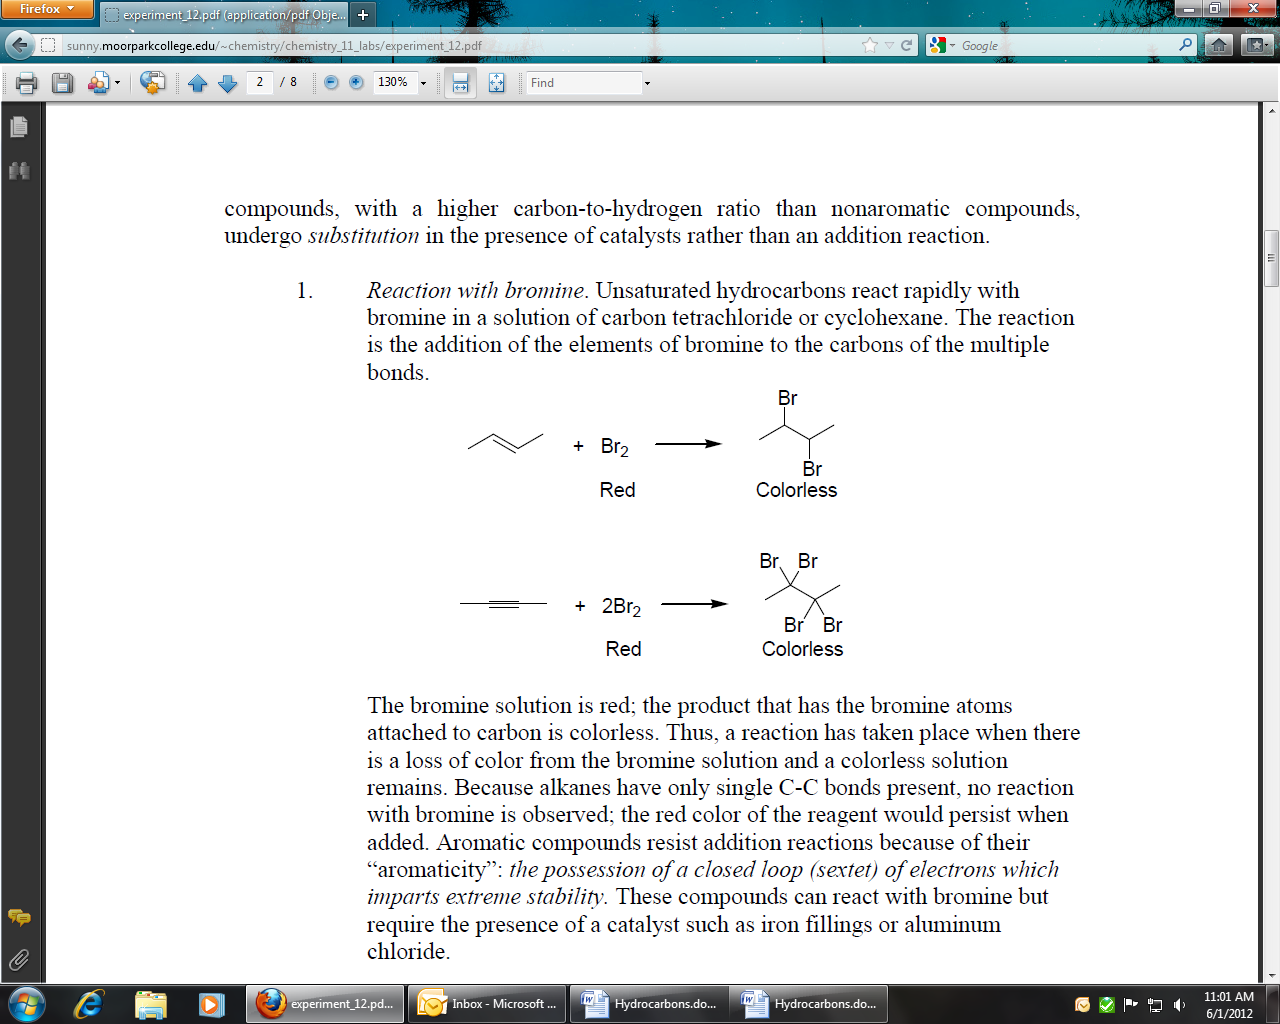 Firefox
experiment_12.pdf (application/pdf Obje...
sunny.moorparkcollege.edu/~chemistry/chemistry_11_labs/experiment_12.pdf
Google
2 / 8
130%
Find
compounds, with a higher carbon-to-hydrogen ratio than nonaromatic compounds,
undergo substitution in the presence of catalysts rather than an addition reaction.
1. Reaction with bromine. Unsaturated hydrocarbons react rapidly with
bromine in a solution of carbon tetrachloride or cyclohexane. The reaction
is the addition of the elements of bromine to the carbons of the multiple
bonds.
Br
+ Br2
Br
Red Colorless
Br Br
+ 2Br2
Br Br
Red Colorless
The bromine solution is red; the product that has the bromine atoms
attached to carbon is colorless. Thus, a reaction has taken place when there
is a loss of color from the bromine solution and a colorless solution
remains. Because alkanes have only single C-C bonds present, no reaction
with bromine is observed; the red color of the reagent would persist when
added. Aromatic compounds resist addition reactions because of their
“aromaticity”: the possession of a closed loop (sextet) of electrons which
imparts extreme stability. These compounds can react with bromine but
require the presence of a catalyst such as iron fillings or aluminum
chloride.
experiment_12.pd...
Inbox - Microsoft ...
Hydrocarbons.do...
Hydrocarbons.do...
11:01 AM
6/1/2012